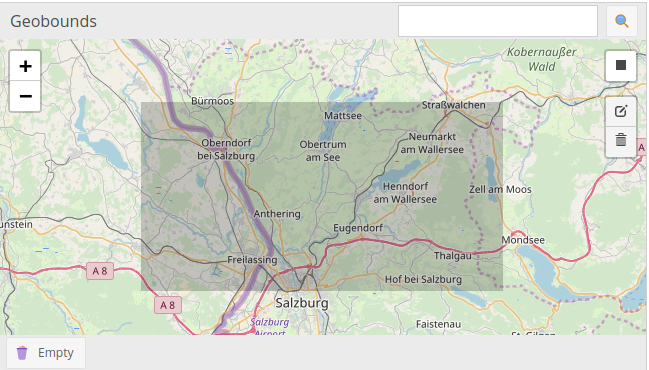 Geobounds
Kobernaußer
Wald
+
−
Bürmoos
Straßwalchen
Mattsee
Oberndorf
bei Salzburg
Neumarkt
am Wallersee
Obertrum
am See
A
Henndorf
am Wallersee
Zell am Moos
Anthering
unstein
Eugendorf
Mondsee
Freilassing
Thalgau
A 8
Hof bei Salzburg
A 8
Salzburg
Salzburg
Airport
Faistenau
St. Gilgen
Empty